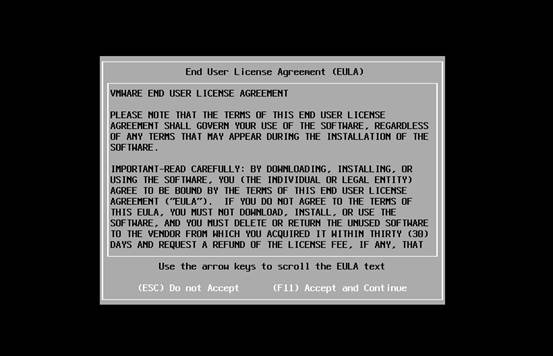 End User License Agreement (EULA)
VMWARE END USER LICENSE AGREEMENT
PLEASE NOTE THAT THE TERMS OF THIS END USER LICENSE
AGREEMENT SHALL GOVERN YOUR USE OF THE SOFTWARE, REGARDLESS
OF ANY TERMS THAT MAY APPEAR DURING THE INSTALLATION OF THE
SOFTWARE.
IMPORTANT-READ CAREFULLY: BY DOWNLOADING, INSTALLING, OR
USING THE SOFTWARE, YOU (THE INDIVIDUAL OR LEGAL ENTITY)
AGREE TO BE BOUND BY THE TERMS OF THIS END USER LICENSE
AGREEMENT ("EULA"). IF YOU DO NOT AGREE TO THE TERMS OF
THIS EULA, YOU MUST NOT DOWNLOAD, INSTALL, OR USE THE
SOFTWARE, AND YOU MUST DELETE OR RETURN THE UNUSED SOFTWARE
TO THE VENDOR FROM WHICH YOU ACQUIRED IT WITHIN THIRTY (30)
DAYS AND REQUEST A REFUND OF THE LICENSE FEE, IF ANY, THAT
Use the arrow keys to scroll the EULA text
(ESC) Do not Accept (F11) Accept and Continue